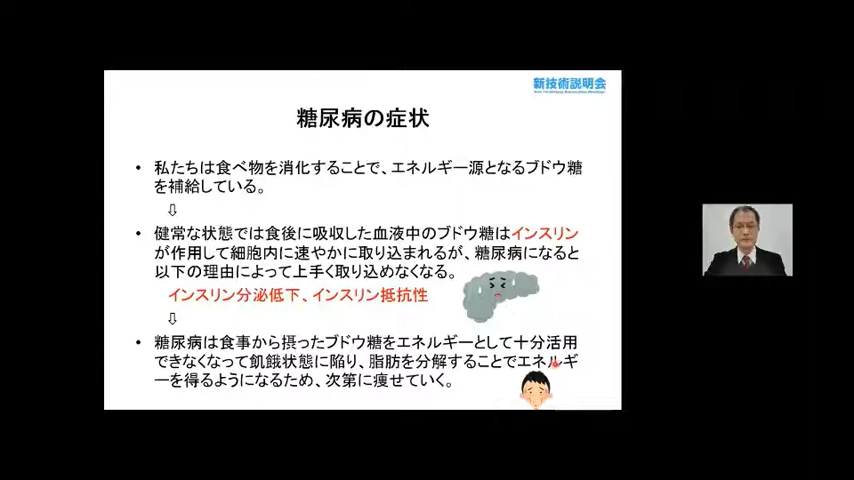 新技術説明会
糖尿病の症状
• 私たちは食べ物を消化することで、エネルギー源となるブドウ糖
を補給している。
⇩
• 健常な状態では食後に吸収した血液中のブドウ糖はインスリン
が作用して細胞内に速やかに取り込まれるが、糖尿病になると
以下の理由によって上手く取り込めなくなる。
インスリン分泌低下、インスリン抵抗性
⇩
• 糖尿病は食事から摂ったブドウ糖をエネルギーとして十分活用
できなくなって飢餓状態に陥り、脂肪を分解することでエネルギ
ーを得るようになるため、次第に痩せていく。